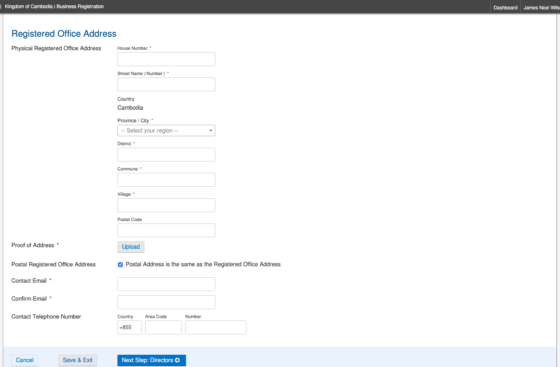 Kingdom of Cambodia : Business Registration
Dashboard James Noel Wils
Registered Office Address
Physical Registered Office Address
House Number *
Street Name ( Number ) *
Country
Cambodia
Province / City *
-- Select your region --
District *
Commune *
Village *
Postal Code
Proof of Address *
Upload
Postal Registered Office Address
Postal Address is the same as the Registered Office Address
Contact Email *
Confirm Email *
Contact Telephone Number
Country Area Code Number
+855
Cancel Save & Exit Next Step: Directors